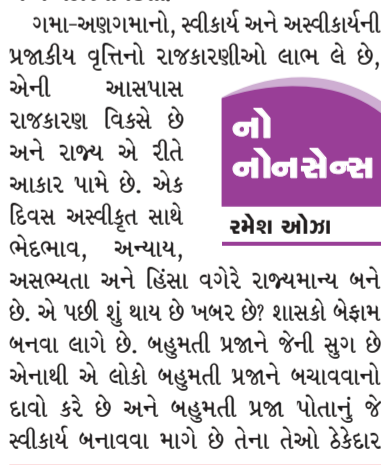 ગમા-અણગમાનો, સ્વીકાર્ય અને અસ્વીકાર્યની
પ્રજાકીય વૃત્તિનો રાજકારણીઓ લાભ લે છે,
એની આસપાસ
રાજકારણ વિકસે છે
અને રાજ્ય એ રીતે
આકાર પામે છે. એક
દિવસ અસ્વીકૃત સાથે
ભેદભાવ, અન્યાય,
નો
નોનસેન્સ
રમેશ ઓઝા
અસભ્યતા અને હિંસા વગેરે રાજ્યમાન્ય બને
છે. એ પછી શું થાય છે ખબર છે? શાસકો બેફામ
બનવા લાગે છે. બહુમતી પ્રજાને જેની સુગ છે
એનાથી એ લોકો બહુમતી પ્રજાને બચાવવાનો
દાવો કરે છે અને બહુમતી પ્રજા પોતાનું જે
સ્વીકાર્ય બનાવવા માગે છે તેના તેઓ ઠેકેદાર